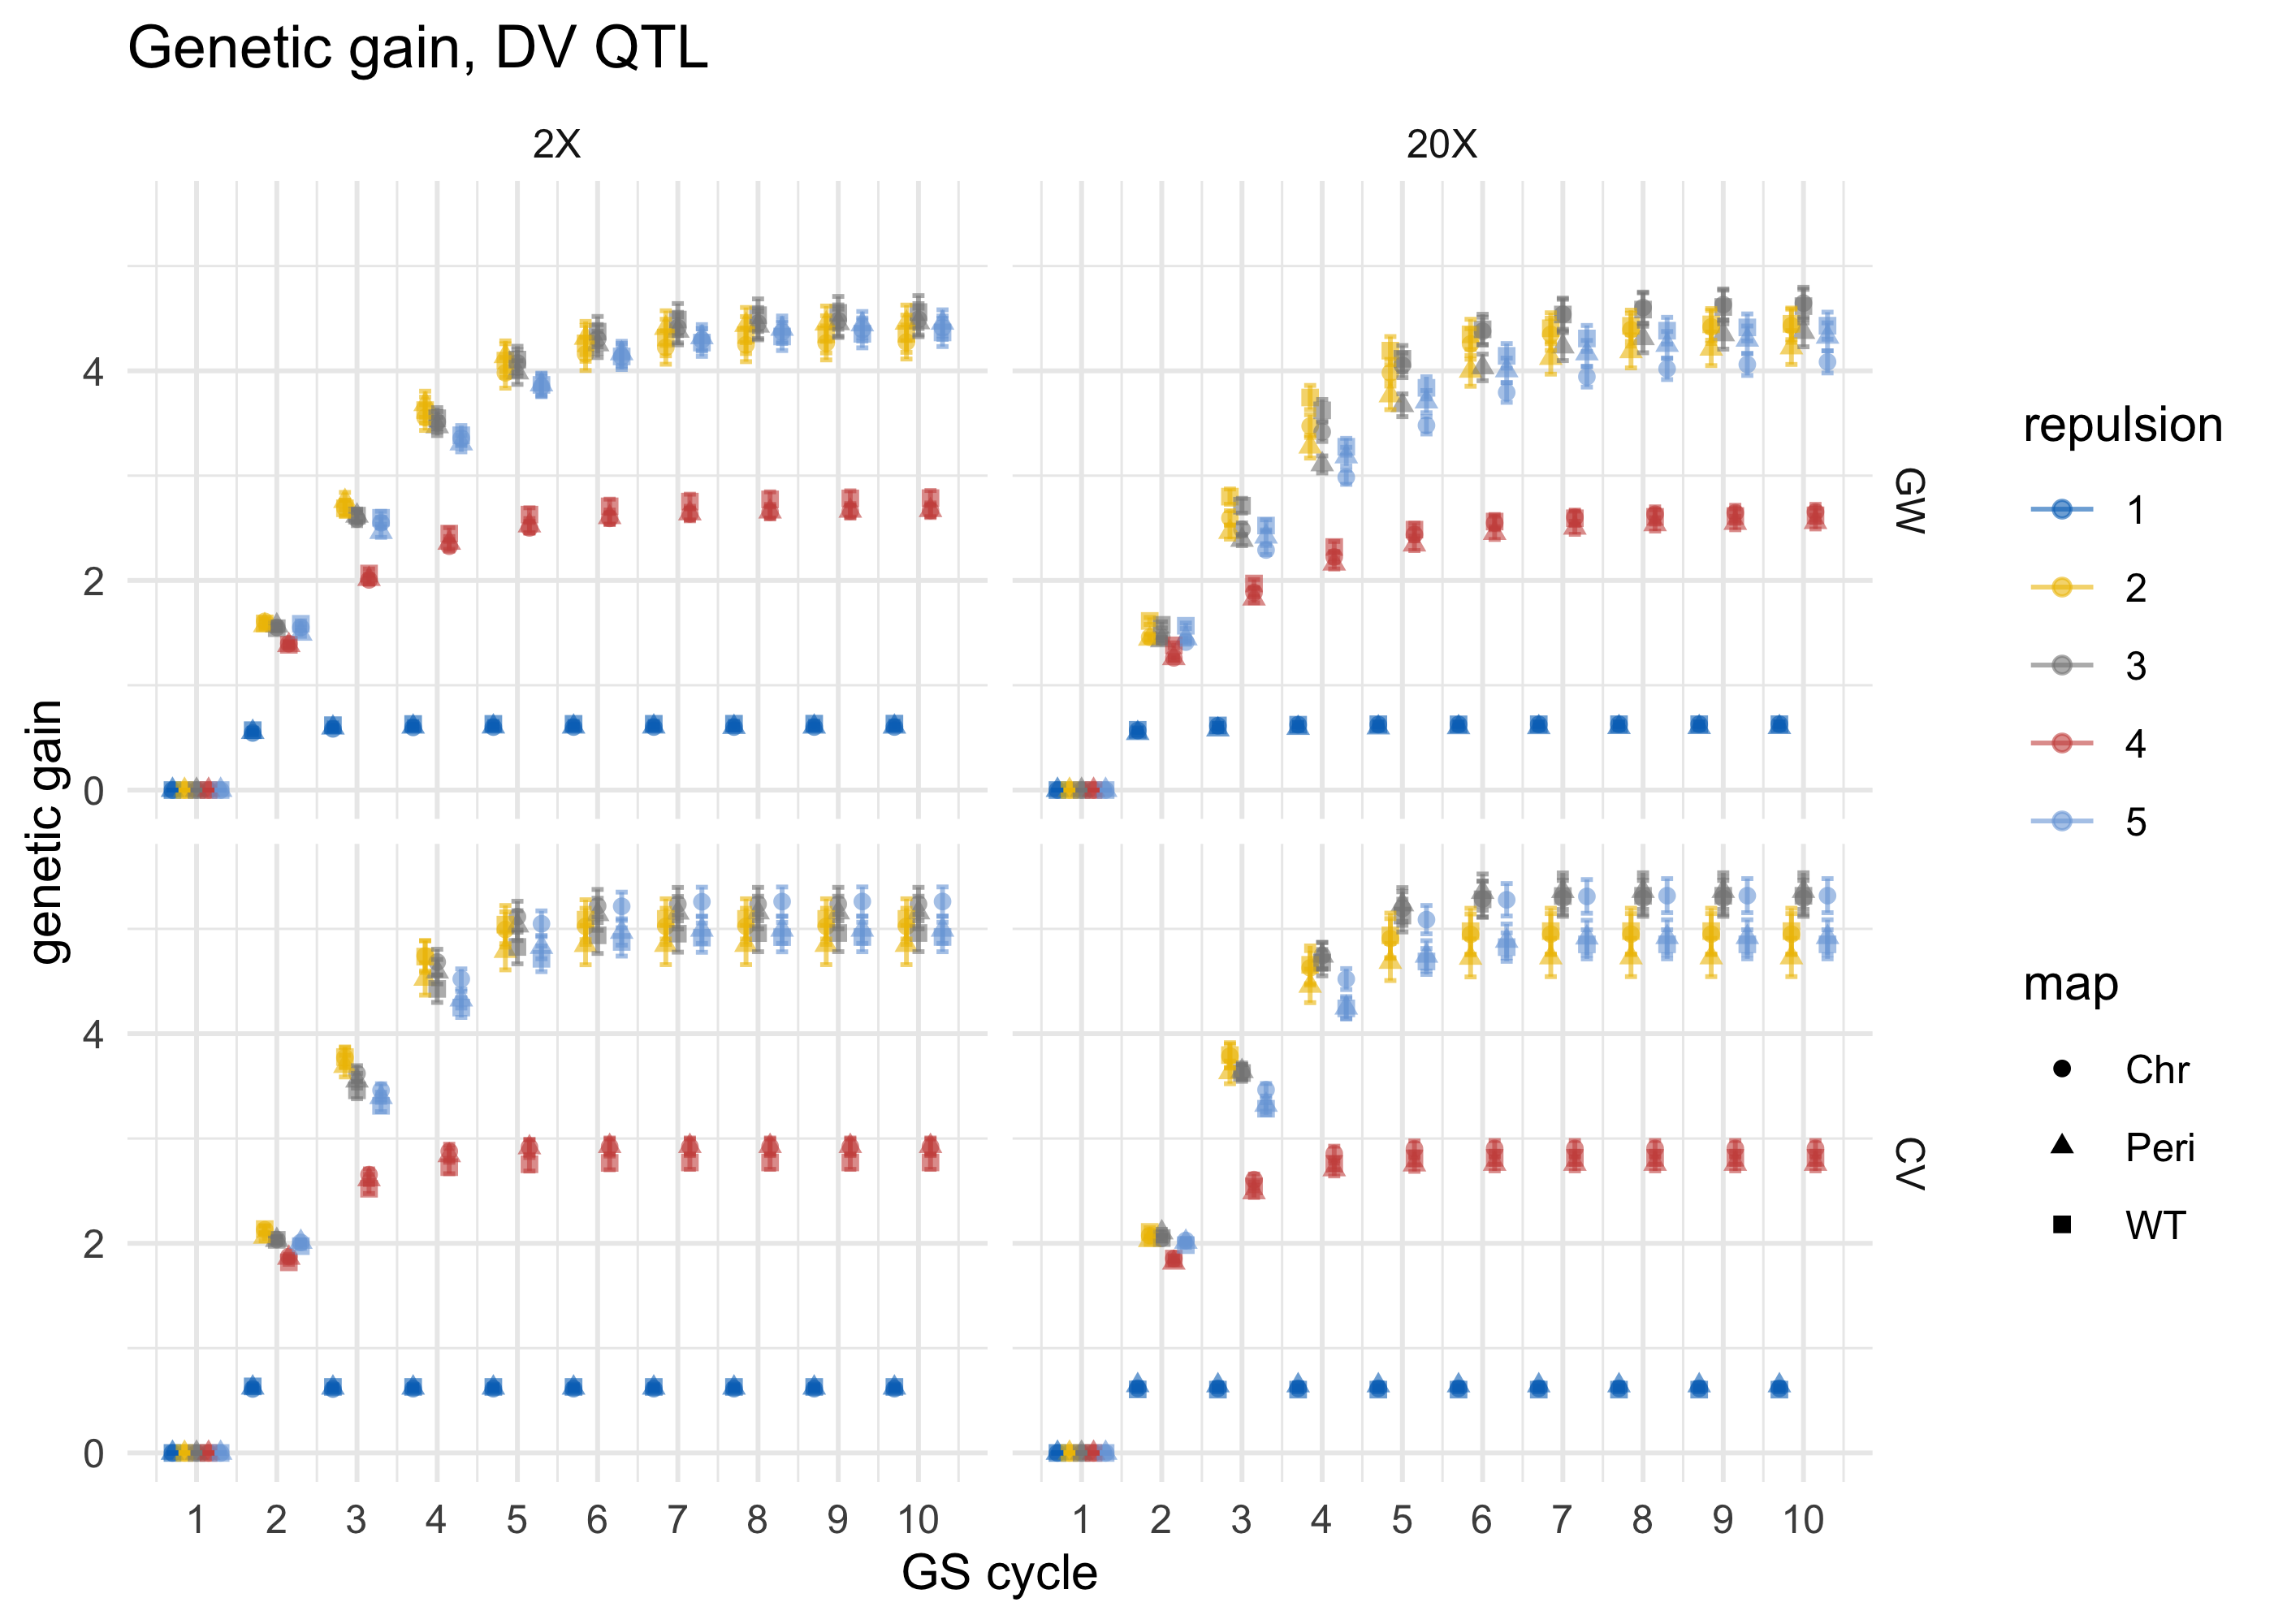 Genetic gain, DV QTL
2X
20X
GW
CV
genetic gain
4
2
0
4
2
0
1 2 3 4 5 6 7 8 9 10
1 2 3 4 5 6 7 8 9 10
GS cycle
repulsion
1
2
3
4
5
map
Chr
Peri
WT